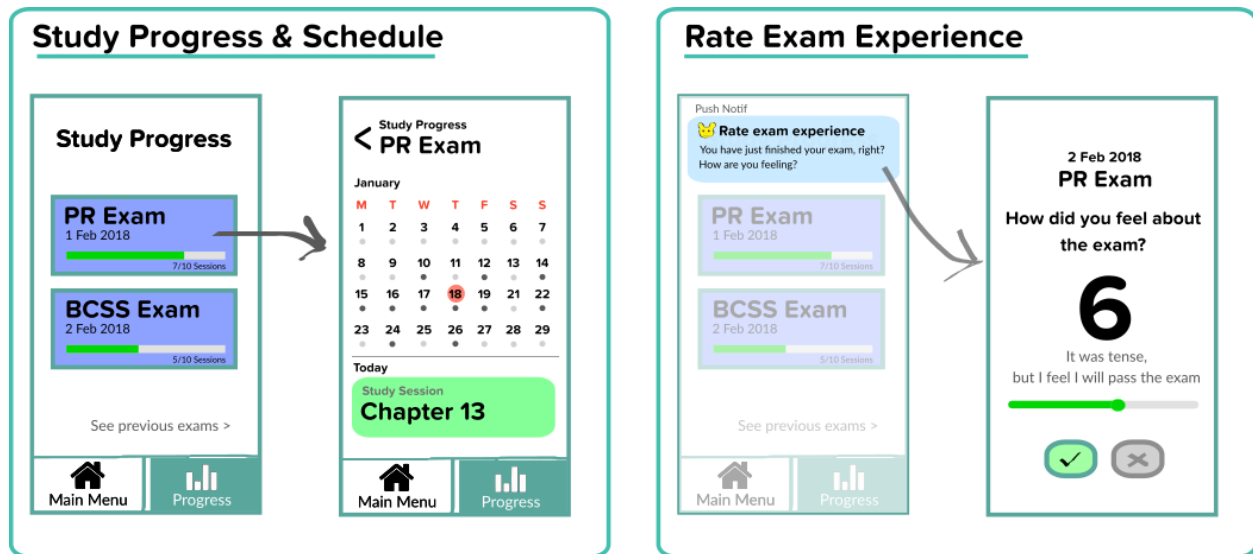 Study Progress & Schedule
Study Progress
PR Exam
1 Feb 2018
7/10 Sessions
BCSS Exam
2 Feb 2018
5/10 Sessions
See previous exams >
Main Menu
Progress
< Study Progress
PR Exam
January
M T W T F S S
1 2 3 4 5 6 7
8 9 10 11 12 13 14
15 16 17 18 19 21 22
23 24 25 26 27 28 29
Today
Study Session
Chapter 13
Main Menu
Progress
Rate Exam Experience
Push Notif
Rate exam experience
You have just finished your exam, right?
How are you feeling?
PR Exam
1 Feb 2018
7/10 Sessions
BCSS Exam
2 Feb 2018
5/10 Sessions
See previous exams >
Main Menu
Progress
2 Feb 2018
PR Exam
How did you feel about
the exam?
6
It was tense,
but I feel I will pass the exam